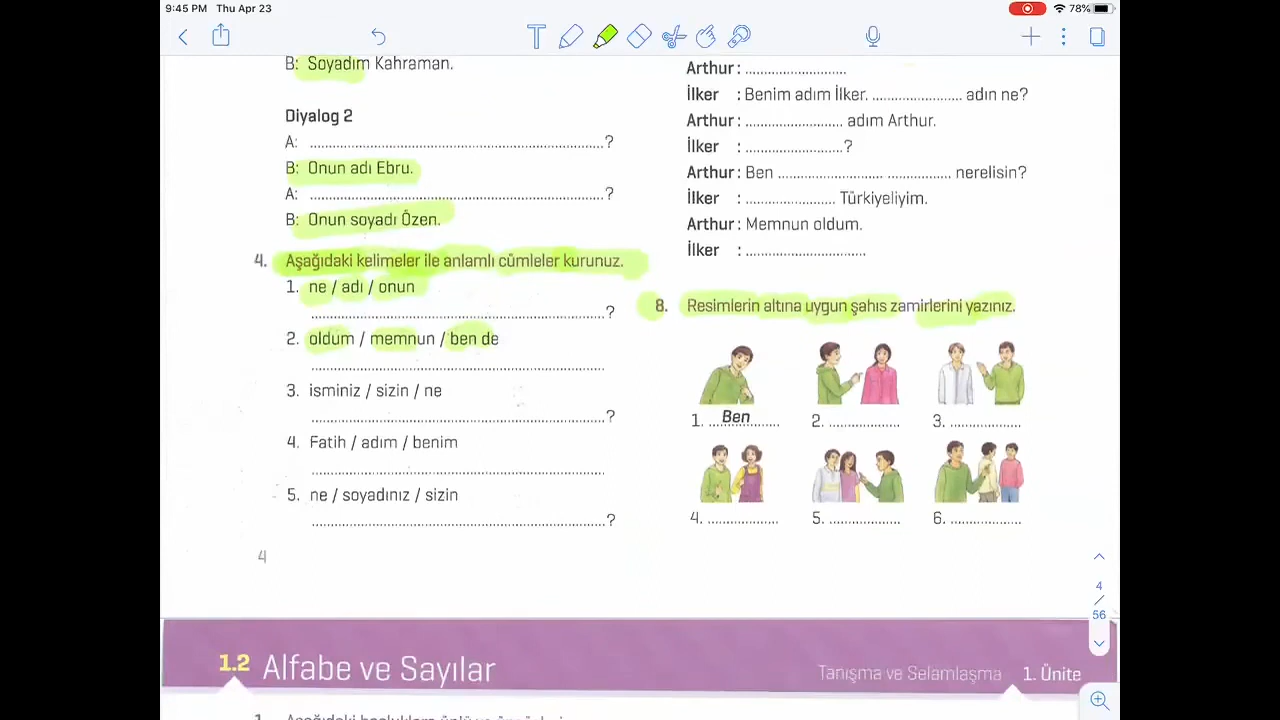 9:45 PM Thu Apr 23
78%
B: Soyadım Kahraman.
Diyalog 2
A: ........................................................................?
B: Onun adı Ebru.
A: ........................................................................?
B: Onun soyadı Özen.
4. Aşağıdaki kelimeler ile anlamlı cümleler kurunuz.
1. ne / adı / onun
........................................................................?
2. oldum / memnun / ben de
........................................................................
3. isminiz / sizin / ne
........................................................................?
4. Fatih / adım / benim
........................................................................
5. ne / soyadınız / sizin
........................................................................?
4
Arthur : .........................
İlker : Benim adım İlker. ...................... adın ne?
Arthur : ........................ adım Arthur.
İlker : ........................?
Arthur : Ben .......................... ................ nerelisin?
İlker : ...................... Türkiyeliyim.
Arthur : Memnun oldum.
İlker : ..............................
8. Resimlerin altına uygun şahıs zamirlerini yazınız.
1. Ben
2. ..................
3. ..................
4. ..................
5. ..................
6. ..................
4
/
56
1.2 Alfabe ve Sayılar
Tanışma ve Selamlaşma 1. Ünite